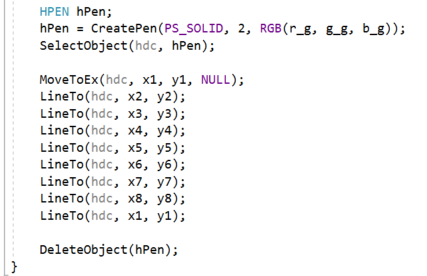 HPEN hPen;
hPen = CreatePen(PS_SOLID, 2, RGB(r_g, g_g, b_g));
SelectObject(hdc, hPen);
MoveToEx(hdc, x1, y1, NULL);
LineTo(hdc, x2, y2);
LineTo(hdc, x3, y3);
LineTo(hdc, x4, y4);
LineTo(hdc, x5, y5);
LineTo(hdc, x6, y6);
LineTo(hdc, x7, y7);
LineTo(hdc, x8, y8);
LineTo(hdc, x1, y1);
DeleteObject(hPen);
}